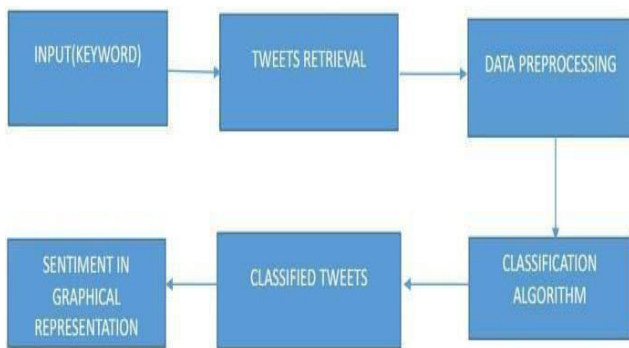 INPUT(KEYWORD)
TWEETS RETRIEVAL
DATA PREPROCESSING
CLASSIFICATION
ALGORITHM
CLASSIFIED TWEETS
SENTIMENT IN
GRAPHICAL
REPRESENTATION